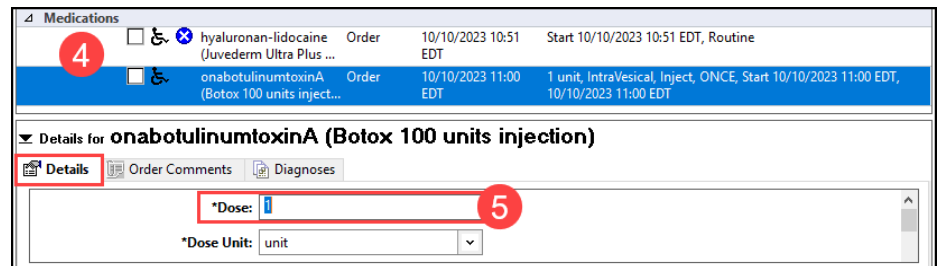 Medications
4
hyaluronan-lidocaine Order 10/10/2023 10:51 Start 10/10/2023 10:51 EDT, Routine
(Juvederm Ultra Plus ... EDT
onabotulinumtoxinA Order 10/10/2023 11:00 1 unit, IntraVesical, Inject, ONCE, Start 10/10/2023 11:00 EDT,
(Botox 100 units inject... EDT 10/10/2023 11:00 EDT
Details for onabotulinumtoxinA (Botox 100 units injection)
Details Order Comments Diagnoses
*Dose: 1 5
*Dose Unit: unit